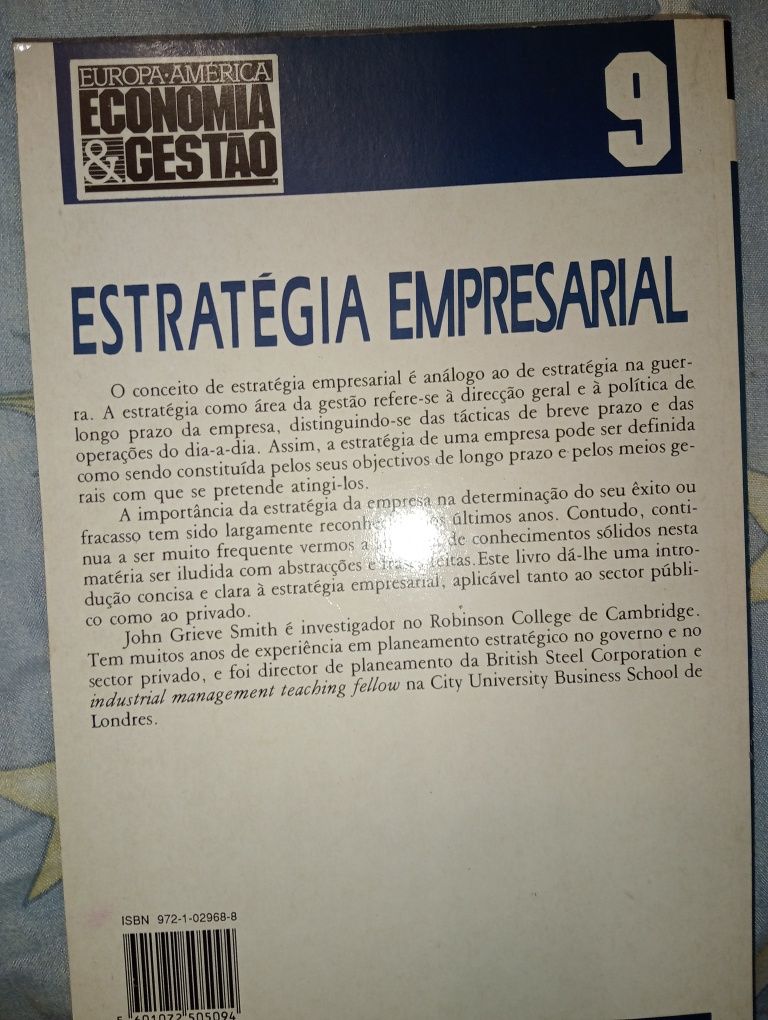 EUROPA·AMÉRICA
ECONOMIA
& GESTÃO
9
ESTRATÉGIA EMPRESARIAL
O conceito de estratégia empresarial é análogo ao de estratégia na guer-
ra. A estratégia como área da gestão refere-se à direcção geral e à política de
longo prazo da empresa, distinguindo-se das tácticas de breve prazo e das
operações do dia-a-dia. Assim, a estratégia de uma empresa pode ser definida
como sendo constituída pelos seus objectivos de longo prazo e pelos meios ge-
rais com que se pretende atingi-los.
A importância da estratégia da empresa na determinação do seu êxito ou
fracasso tem sido largamente últimos anos. Contudo, conti-
nua a ser muito frequente vermos a de conhecimentos sólidos nesta
matéria ser iludida com abstracções e feitas.Este livro dá-lhe uma intro-
dução concisa e clara à estratégia empresarial, aplicável tanto ao sector públi-
co como ao privado.
John Grieve Smith é investigador no Robinson College de Cambridge.
Tem muitos anos de experiência em planeamento estratégico no governo e no
sector privado, e foi director de planeamento da British Steel Corporation e
industrial management teaching fellow na City University Business School de
Londres.
ISBN 972-1-02968-8
5 601072 505094